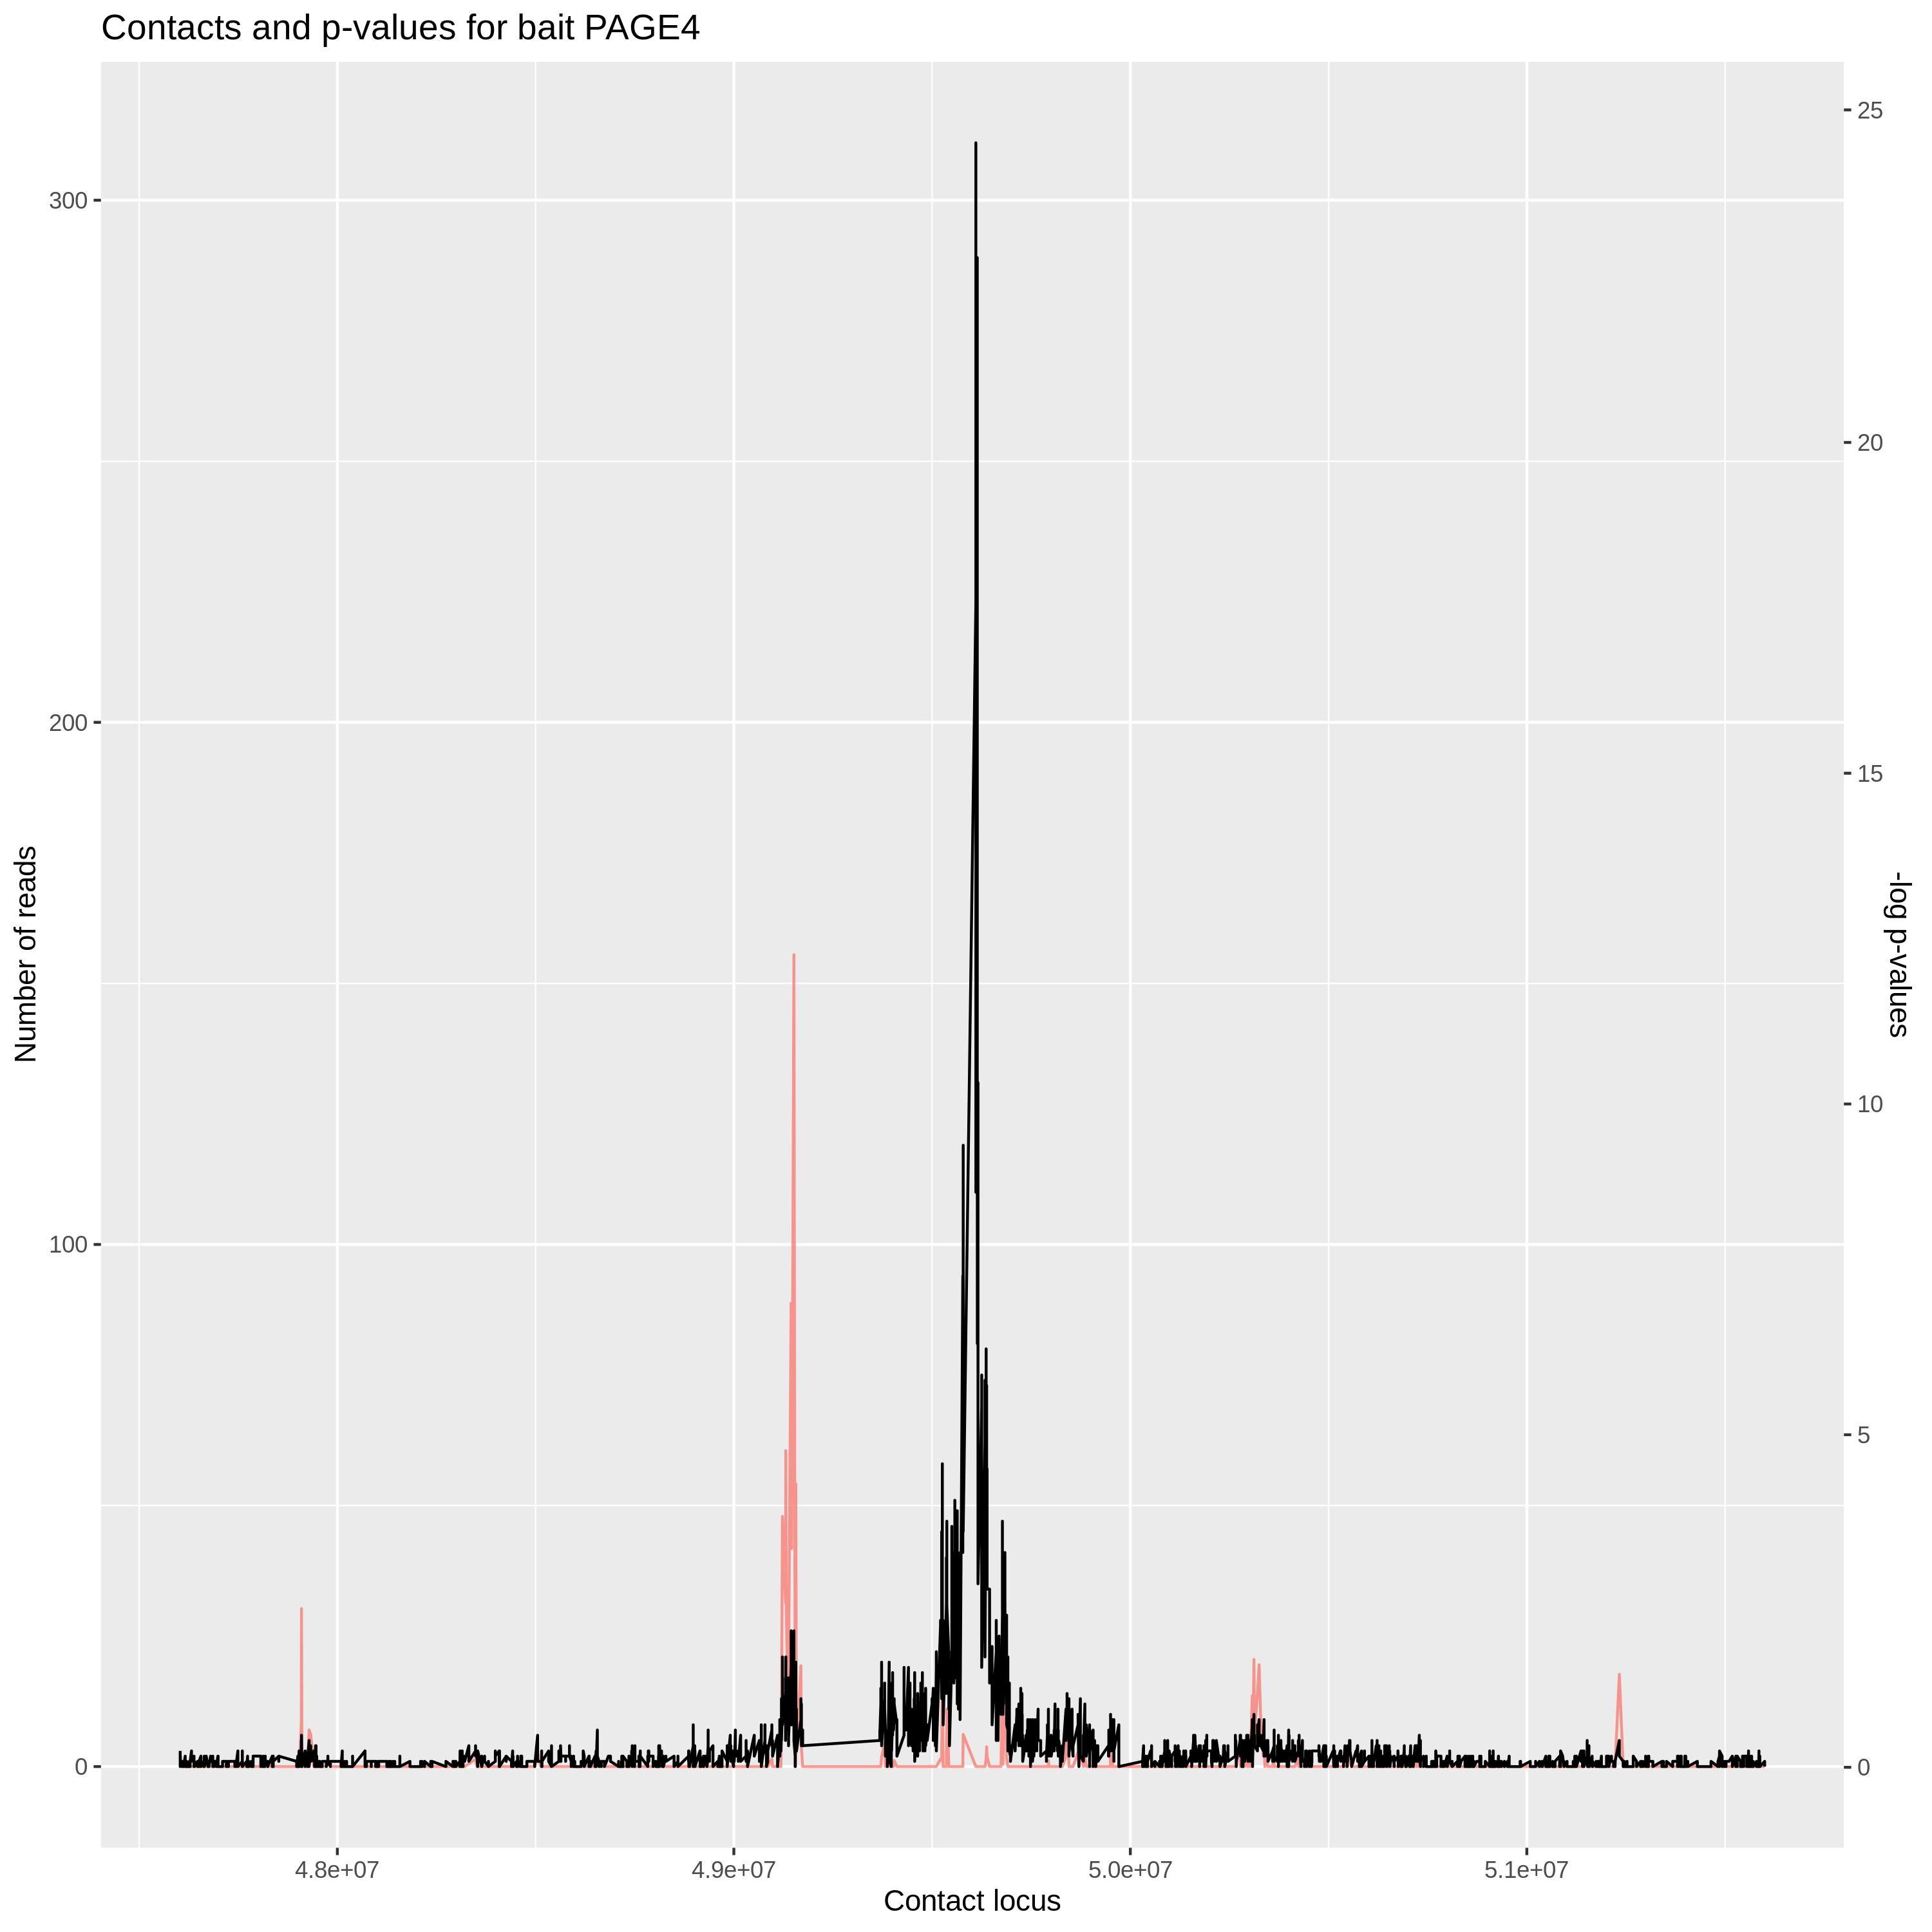 Contacts and p-values for bait PAGE4
300
200
100
0
Number of reads
25
20
15
10
5
0
-log p-values
4.8e+07
4.9e+07
5.0e+07
5.1e+07
Contact locus